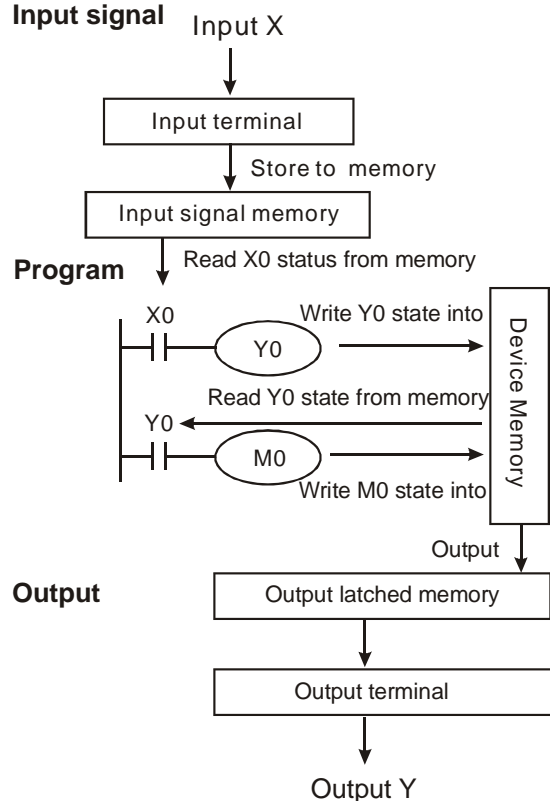 Input signal
Input X
Input terminal
Store to memory
Input signal memory
Read X0 status from memory
Program
X0
Y0
Write Y0 state into
Device Memory
Read Y0 state from memory
Y0
M0
Write M0 state into
Output
Output
Output latched memory
Output terminal
Output Y